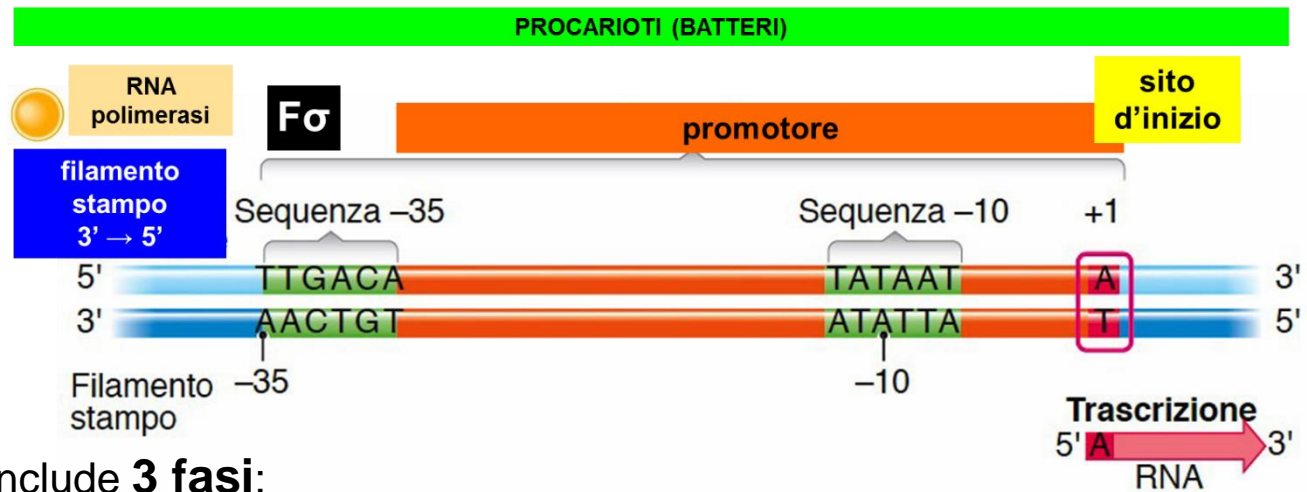 PROCARIOTI (BATTERI)
RNA
polimerasi
Fσ
promotore
sito
d'inizio
filamento
stampo
3' → 5'
Sequenza –35
Sequenza –10
+1
5' TTGACA TATAAT A 3'
3' AACTGT ATATTA T 5'
Filamento
stampo
–35
–10
Trascrizione
5' A 3'
RNA
nclude 3 fasi: